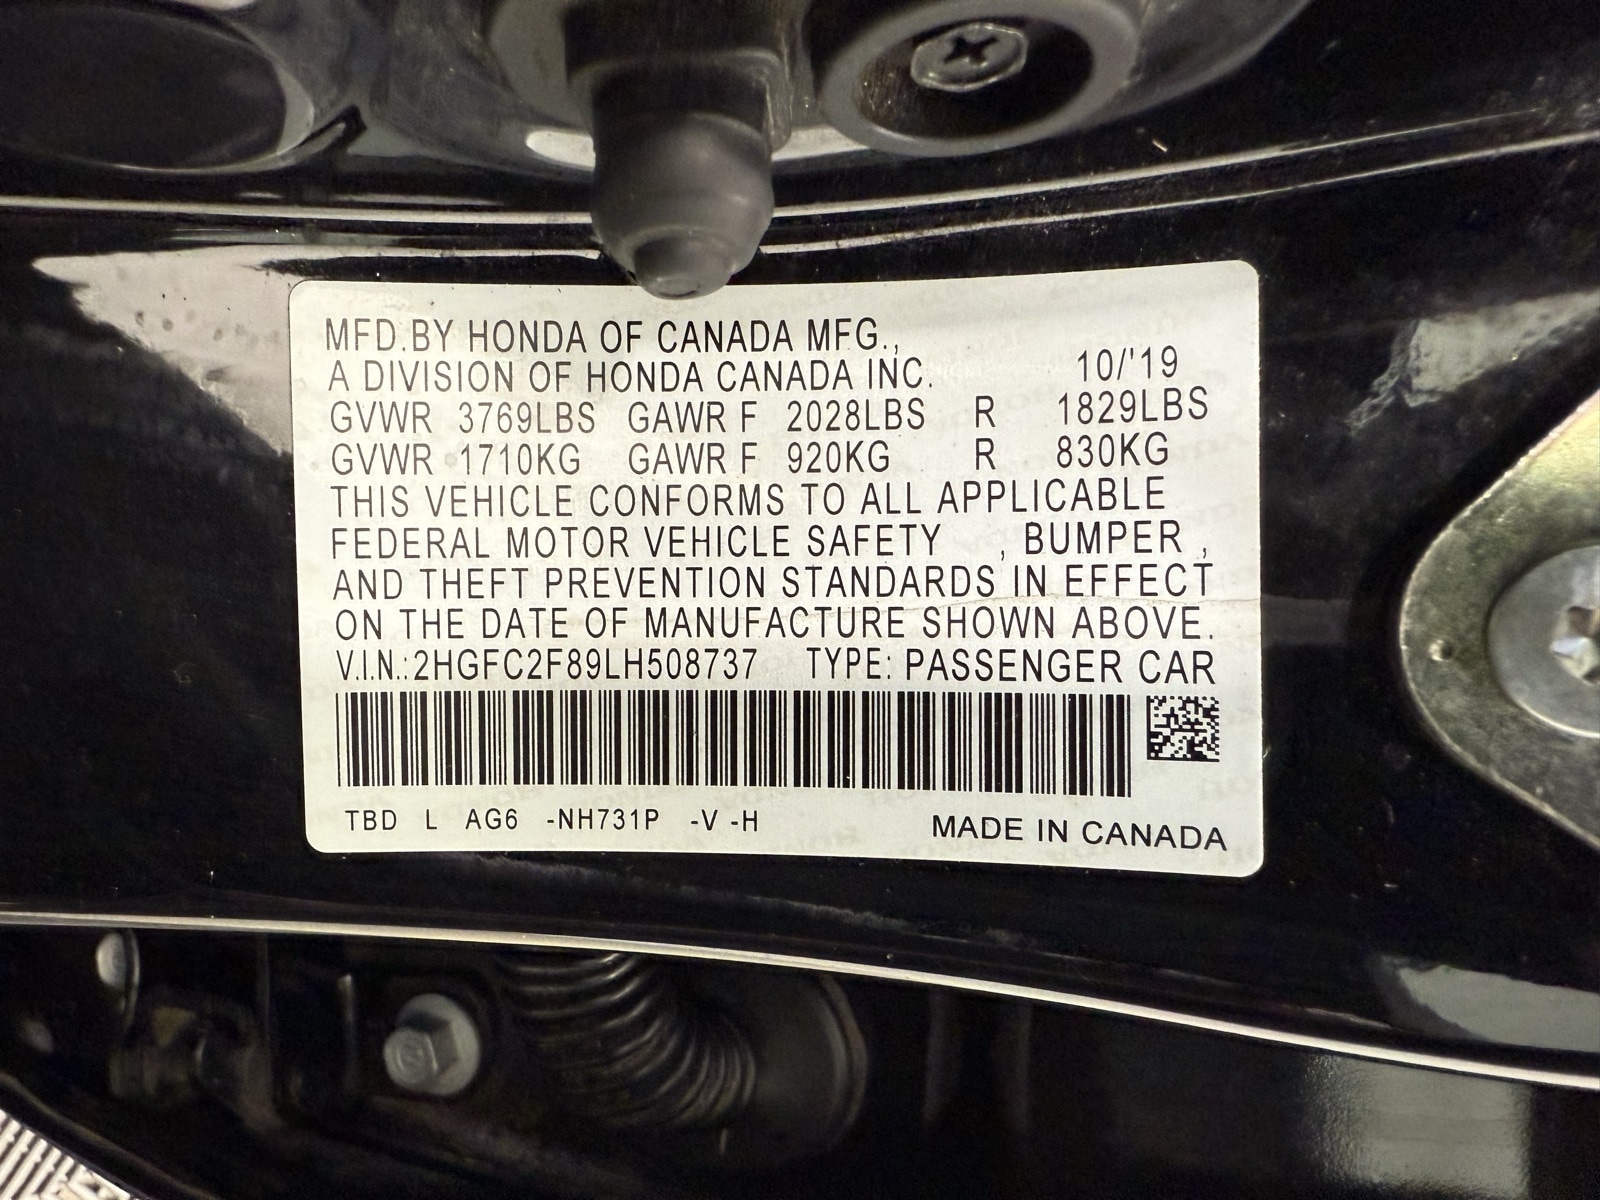 MFD.BY HONDA OF CANADA MFG.,
A DIVISION OF HONDA CANADA INC. 10/'19
GVWR 3769LBS GAWR F 2028LBS R 1829LBS
GVWR 1710KG GAWR F 920KG R 830KG
THIS VEHICLE CONFORMS TO ALL APPLICABLE
FEDERAL MOTOR VEHICLE SAFETY , BUMPER ,
AND THEFT PREVENTION STANDARDS IN EFFECT
ON THE DATE OF MANUFACTURE SHOWN ABOVE.
V.I.N.:2HGFC2F89LH508737 TYPE: PASSENGER CAR
TBD L AG6 -NH731P -V -H MADE IN CANADA